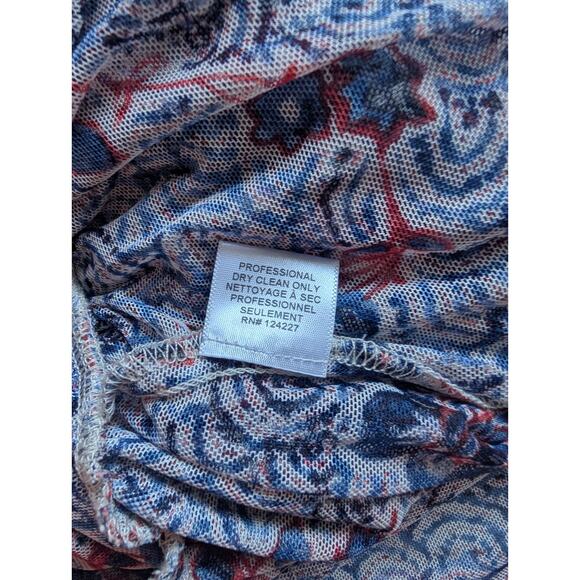 PROFESSIONAL
DRY CLEAN ONLY
NETTOYAGE À SEC
PROFESSIONNEL
SEULEMENT
RN# 124227